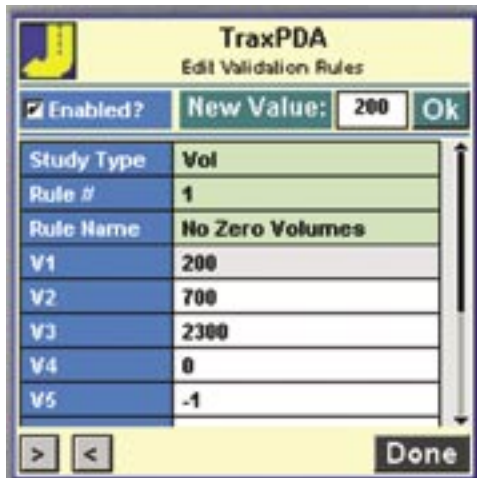 TraxPDA
Edit Validation Rules
Enabled? New Value: 200 Ok
Study Type Vol
Rule # 1
Rule Name No Zero Volumes
V1 200
V2 700
V3 2300
V4 0
V5 -1
> < Done